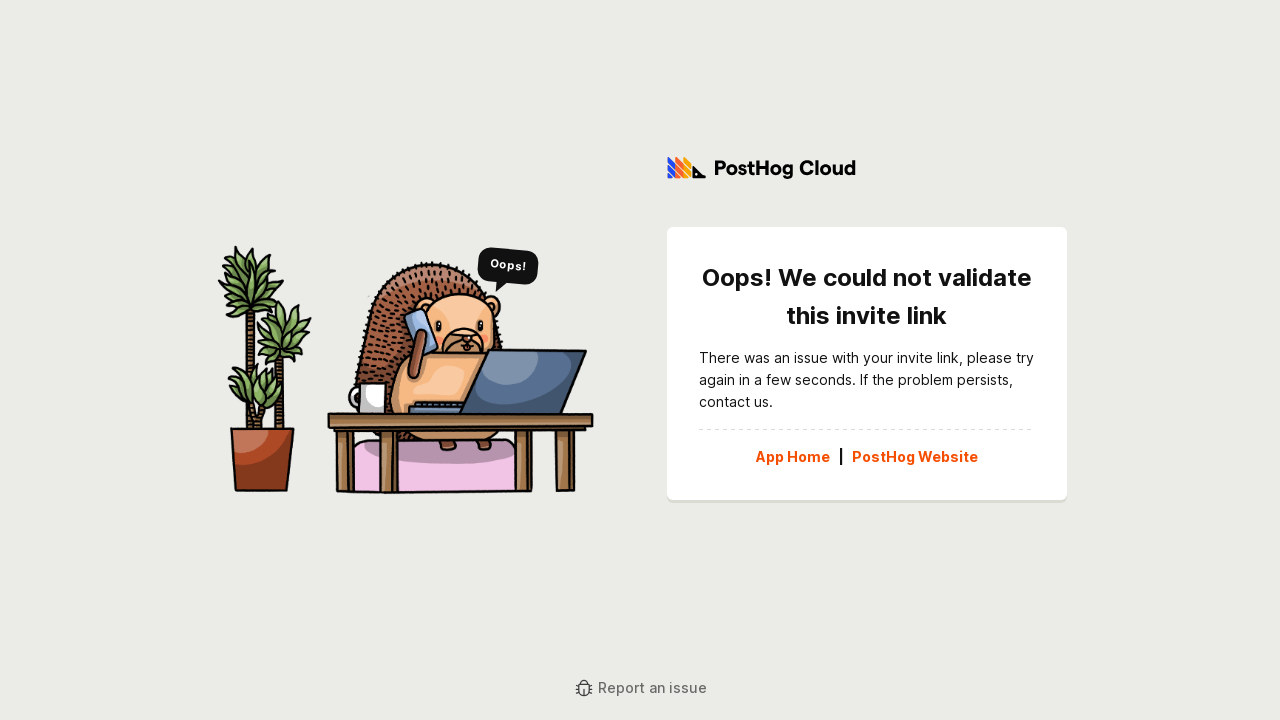 PostHog Cloud
Oops!
Oops! We could not validate
this invite link
There was an issue with your invite link, please try
again in a few seconds. If the problem persists,
contact us.
App Home | PostHog Website
Report an issue